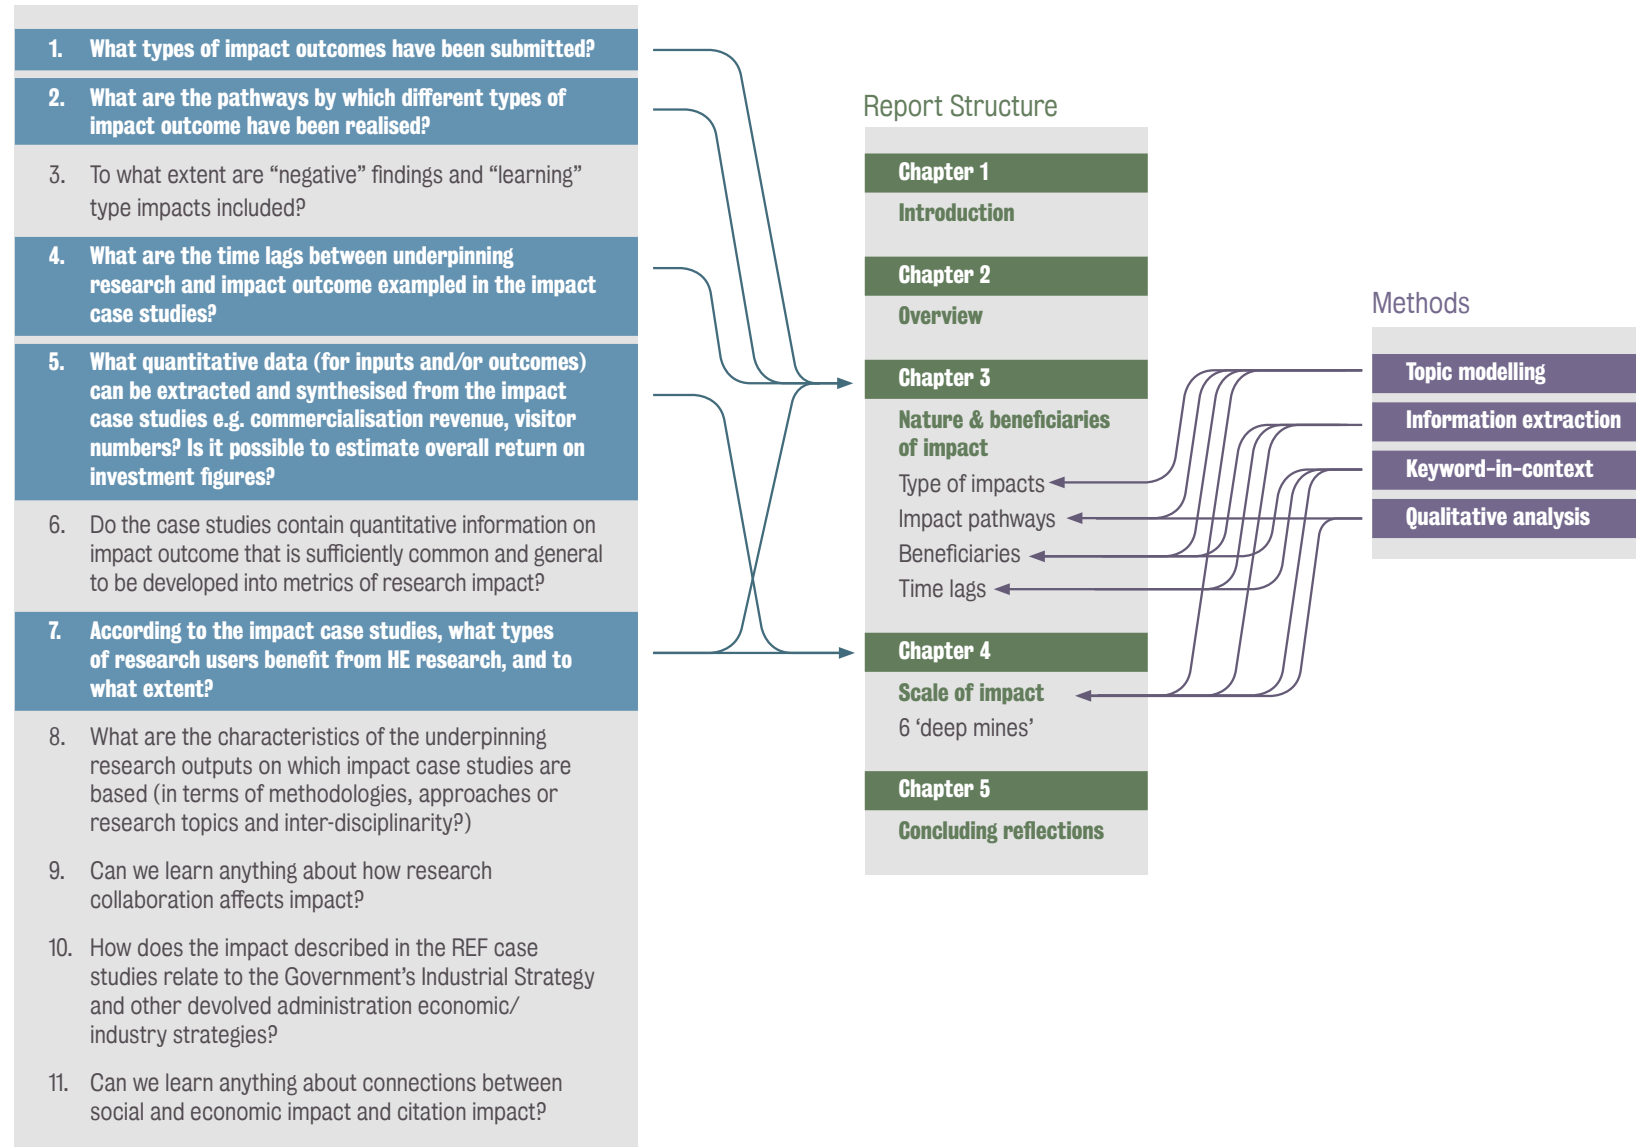 1. What types of impact outcomes have been submitted?
2. What are the pathways by which different types of
impact outcome have been realised?
3. To what extent are “negative” findings and “learning”
type impacts included?
4. What are the time lags between underpinning
research and impact outcome exampled in the impact
case studies?
5. What quantitative data (for inputs and/or outcomes)
can be extracted and synthesised from the impact
case studies e.g. commercialisation revenue, visitor
numbers? Is it possible to estimate overall return on
investment figures?
6. Do the case studies contain quantitative information on
impact outcome that is sufficiently common and general
to be developed into metrics of research impact?
7. According to the impact case studies, what types
of research users benefit from HE research, and to
what extent?
8. What are the characteristics of the underpinning
research outputs on which impact case studies are
based (in terms of methodologies, approaches or
research topics and inter-disciplinarity?)
9. Can we learn anything about how research
collaboration affects impact?
10. How does the impact described in the REF case
studies relate to the Government’s Industrial Strategy
and other devolved administration economic/
industry strategies?
11. Can we learn anything about connections between
social and economic impact and citation impact?
Report Structure
Chapter 1
Introduction
Chapter 2
Overview
Chapter 3
Nature & beneficiaries
of impact
Type of impacts
Impact pathways
Beneficiaries
Time lags
Chapter 4
Scale of impact
6 ‘deep mines’
Chapter 5
Concluding reflections
Methods
Topic modelling
Information extraction
Keyword-in-context
Qualitative analysis